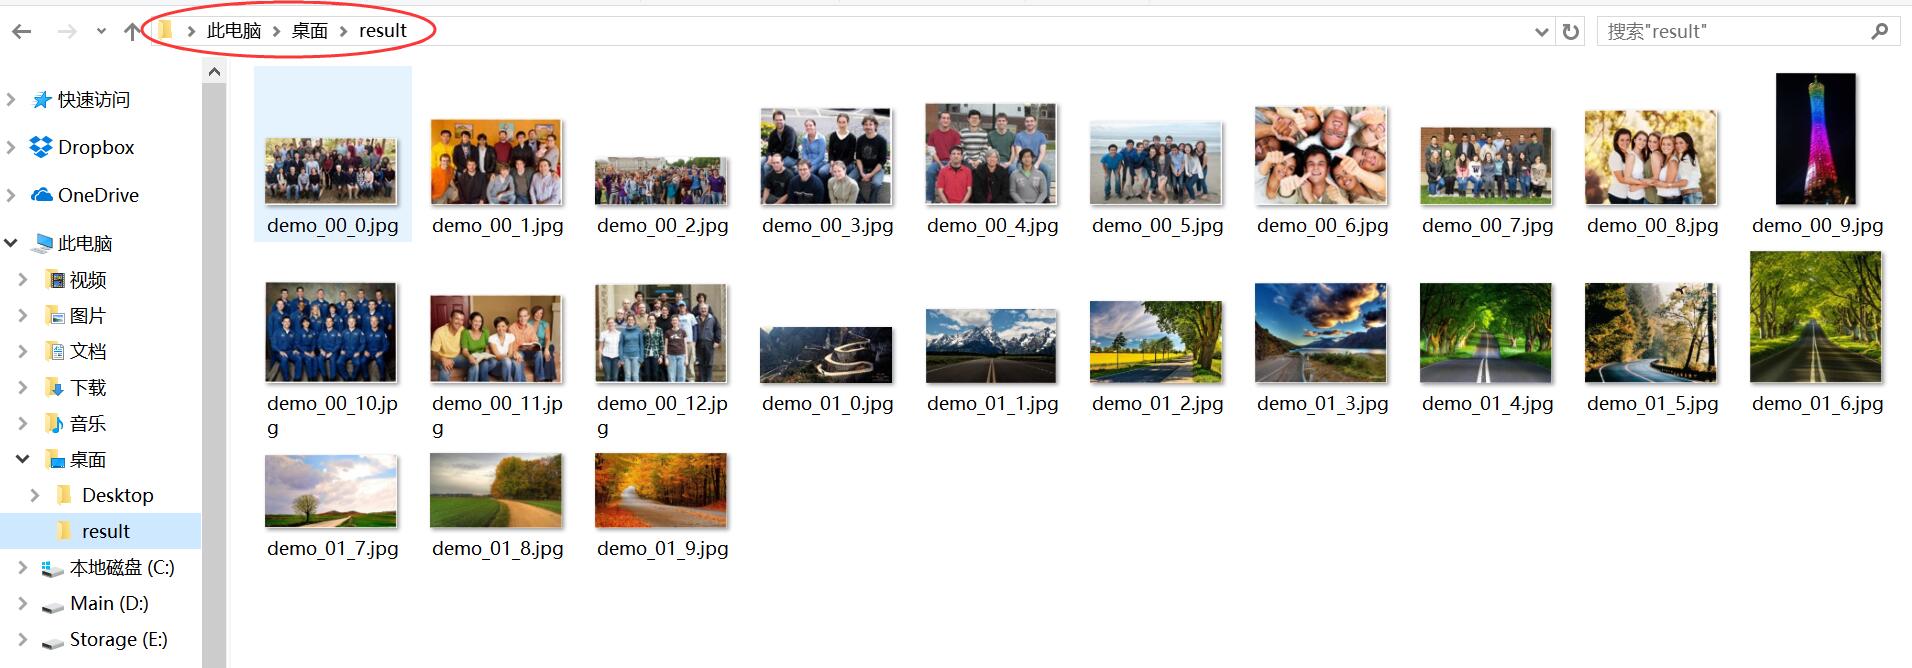 此电脑 桌面 result
搜索"result"
快速访问
Dropbox
OneDrive
此电脑
视频
图片
文档
下载
音乐
桌面
Desktop
result
本地磁盘 (C:)
Main (D:)
Storage (E:)
demo_00_0.jpg demo_00_1.jpg demo_00_2.jpg demo_00_3.jpg demo_00_4.jpg demo_00_5.jpg demo_00_6.jpg demo_00_7.jpg demo_00_8.jpg demo_00_9.jpg
demo_00_10.jp demo_00_11.jp demo_00_12.jp demo_01_0.jpg demo_01_1.jpg demo_01_2.jpg demo_01_3.jpg demo_01_4.jpg demo_01_5.jpg demo_01_6.jpg
g g g
demo_01_7.jpg demo_01_8.jpg demo_01_9.jpg